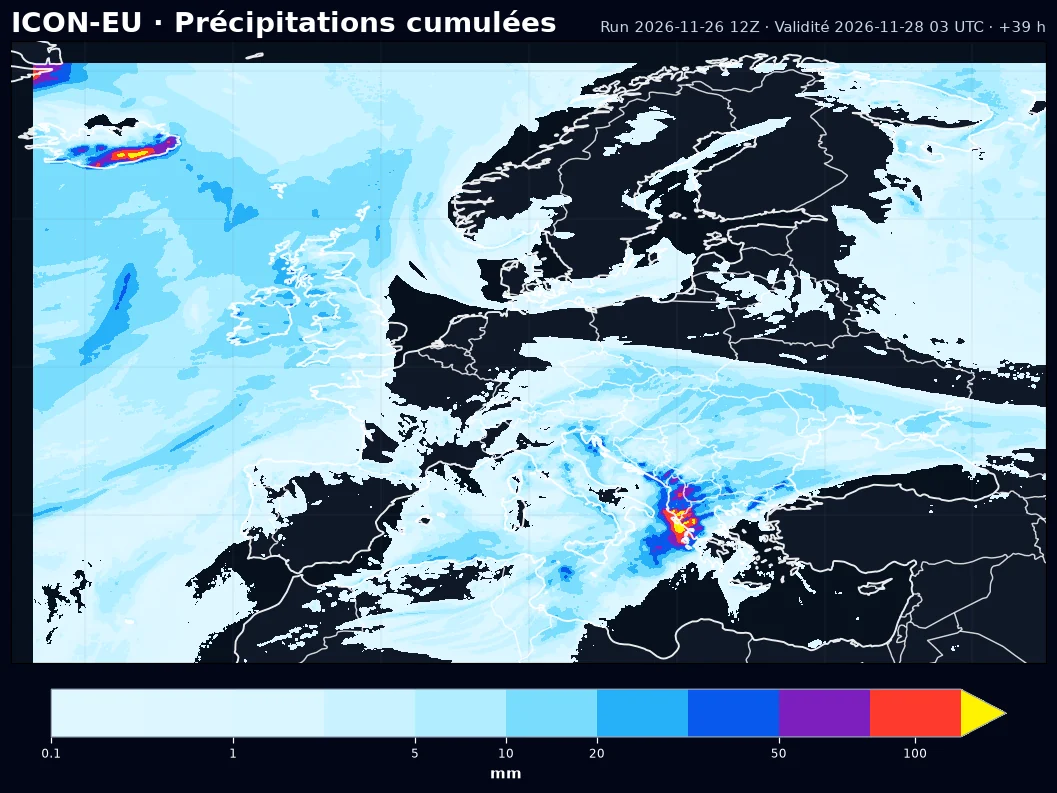 ICON-EU · Précipitations cumulées
Run 2026-11-26 12Z · Validité 2026-11-28 03 UTC · +39 h
0.1 1 5 10 20 50 100
mm